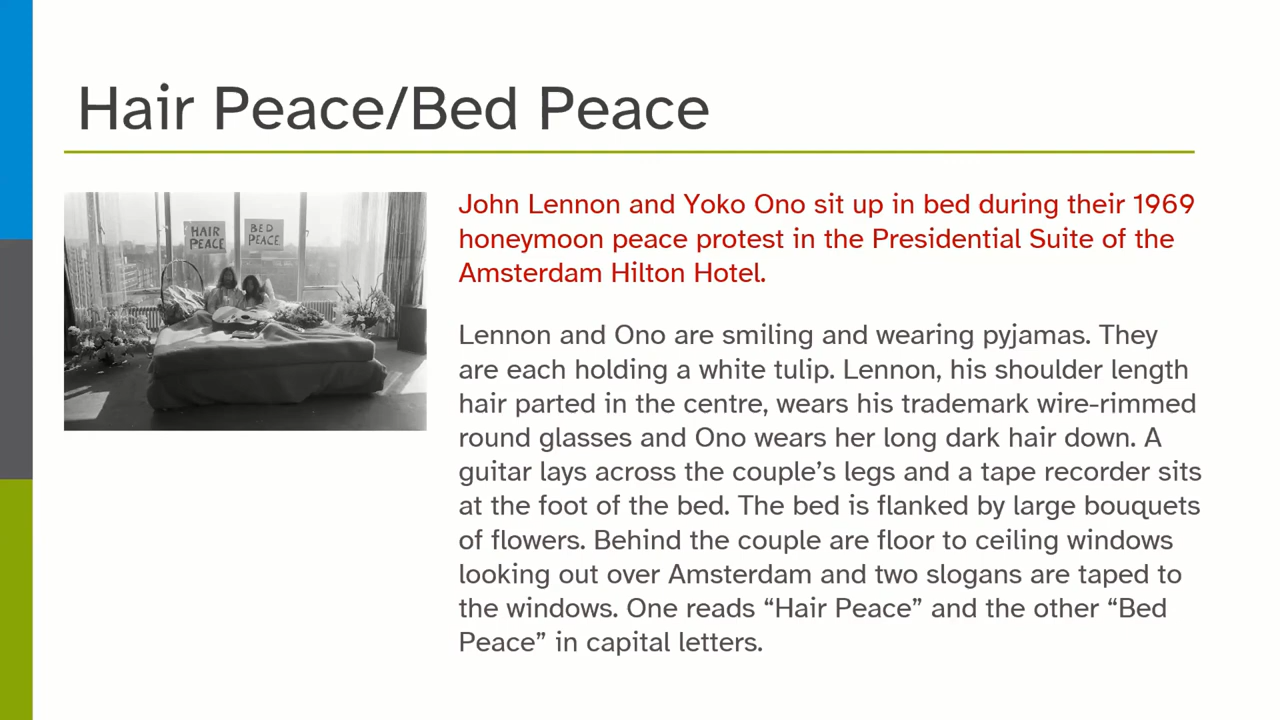 Hair Peace/Bed Peace
HAIR
PEACE
BED
PEACE.
John Lennon and Yoko Ono sit up in bed during their 1969
honeymoon peace protest in the Presidential Suite of the
Amsterdam Hilton Hotel.
Lennon and Ono are smiling and wearing pyjamas. They
are each holding a white tulip. Lennon, his shoulder length
hair parted in the centre, wears his trademark wire-rimmed
round glasses and Ono wears her long dark hair down. A
guitar lays across the couple’s legs and a tape recorder sits
at the foot of the bed. The bed is flanked by large bouquets
of flowers. Behind the couple are floor to ceiling windows
looking out over Amsterdam and two slogans are taped to
the windows. One reads “Hair Peace” and the other “Bed
Peace” in capital letters.